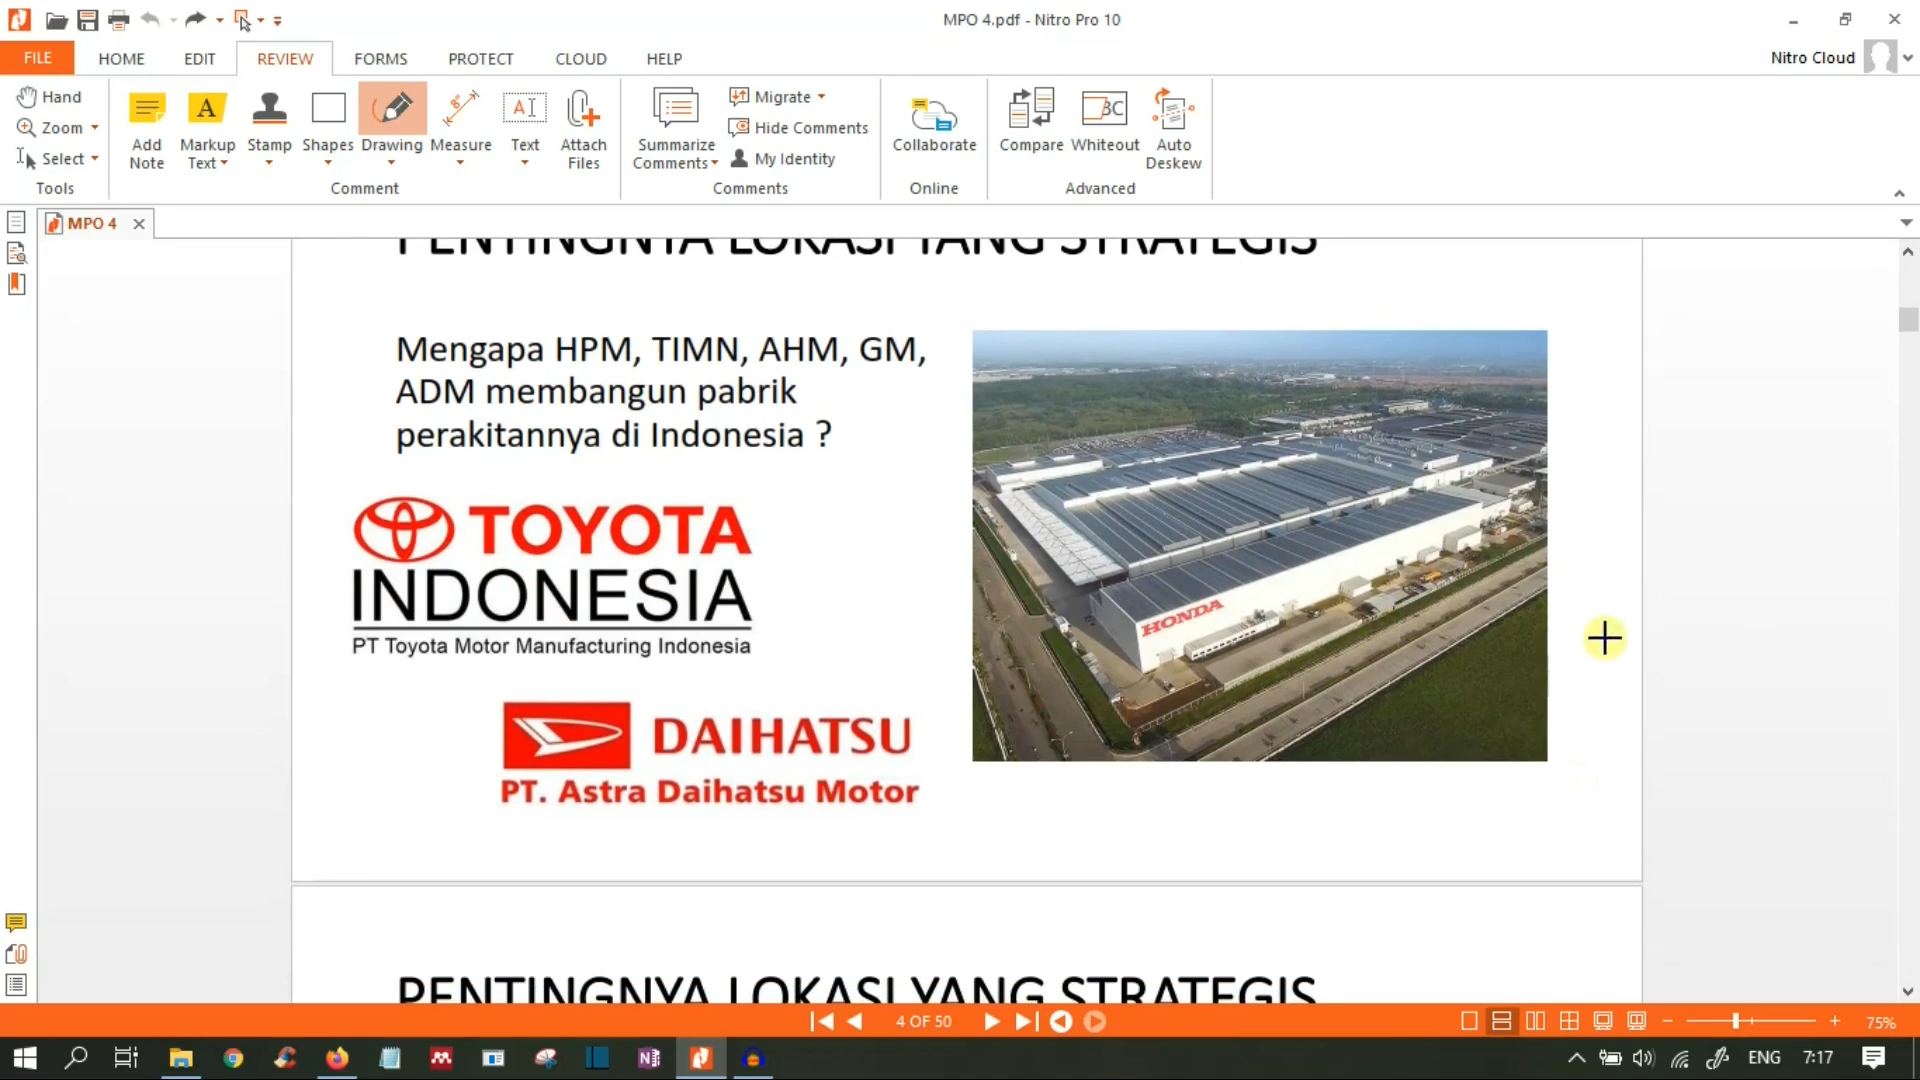 MPO 4.pdf - Nitro Pro 10
FILE
HOME
EDIT
REVIEW
FORMS
PROTECT
CLOUD
HELP
Nitro Cloud
Hand
Zoom
Select
Tools
Add
Note
Markup
Text
Stamp
Shapes
Drawing
Measure
Text
Attach
Files
Comment
Summarize
Comments
Migrate
Hide Comments
My Identity
Comments
Collaborate
Online
Compare
Whiteout
Auto
Deskew
Advanced
MPO 4
PENTINGNYA LOKASI YANG STRATEGIS
Mengapa HPM, TIMN, AHM, GM,
ADM membangun pabrik
perakitannya di Indonesia ?
TOYOTA
INDONESIA
PT Toyota Motor Manufacturing Indonesia
HONDA
DAIHATSU
PT. Astra Daihatsu Motor
PENTINGNYA LOKASI YANG STRATEGIS
4 OF 50
75%
ENG
7:17